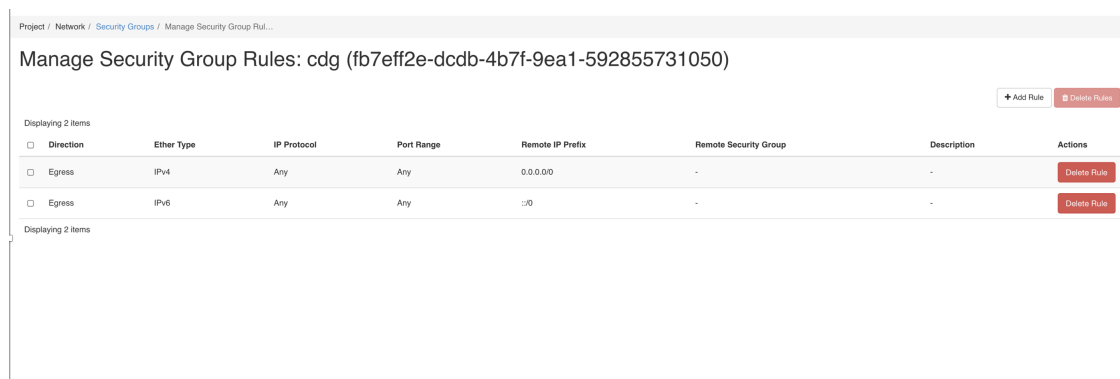 Project / Network / Security Groups / Manage Security Group Rul...
Manage Security Group Rules: cdg (fb7eff2e-dcdb-4b7f-9ea1-592855731050)
+ Add Rule Delete Rules
Displaying 2 items
Direction Ether Type IP Protocol Port Range Remote IP Prefix Remote Security Group Description Actions
Egress IPv4 Any Any 0.0.0.0/0 - - Delete Rule
Egress IPv6 Any Any ::/0 - - Delete Rule
Displaying 2 items